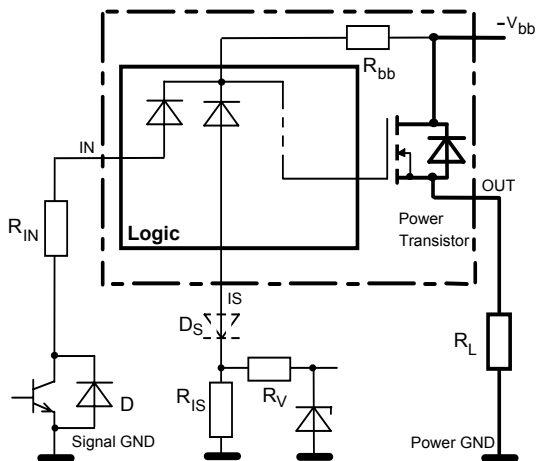 -Vbb
Rbb
IN
RIN
Logic
OUT
Power
Transistor
IS
DS
RL
D
RIS
RV
Signal GND
Power GND